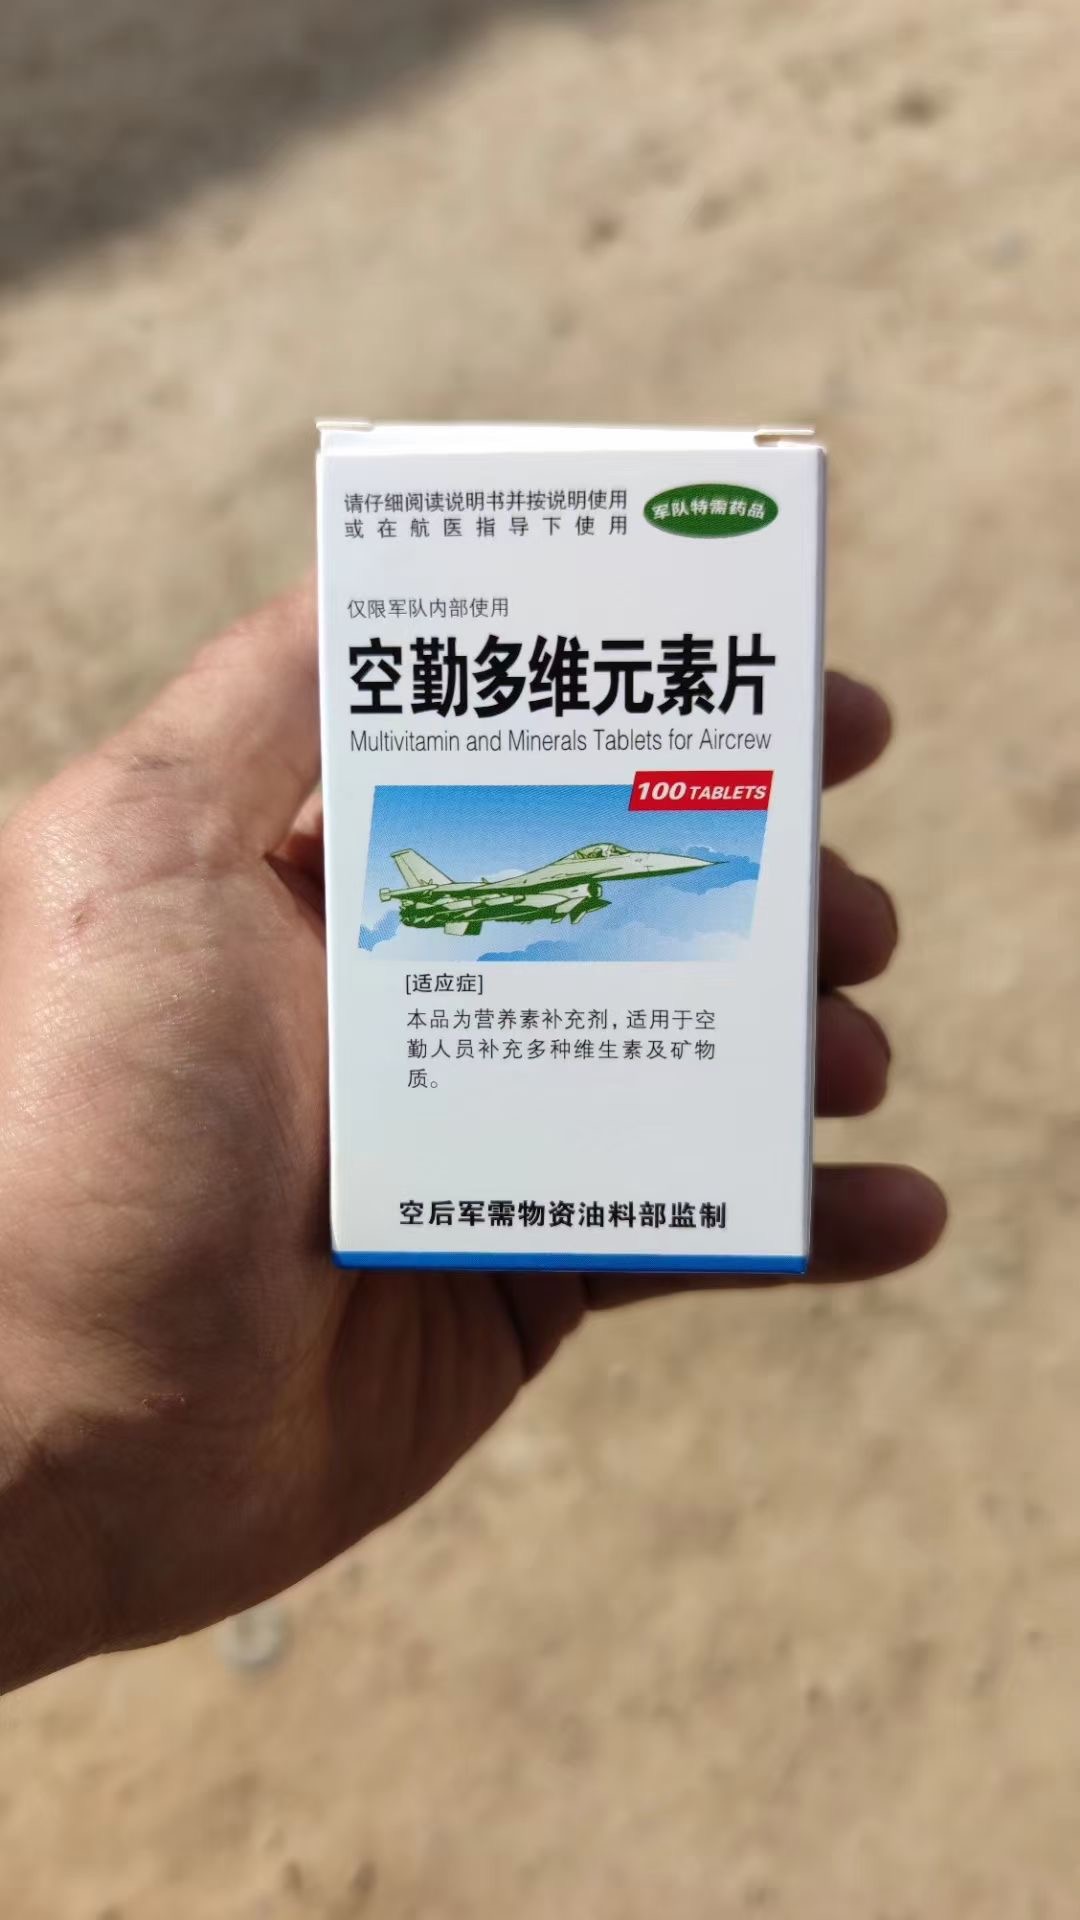 请仔细阅读说明书并按说明使用
或在航医指导下使用
军队特需药品
仅限军队内部使用
空勤多维元素片
Multivitamin and Minerals Tablets for Aircrew
100 TABLETS
[适应症]
本品为营养素补充剂，适用于空
勤人员补充多种维生素及矿物
质。
空后军需物资油料部监制